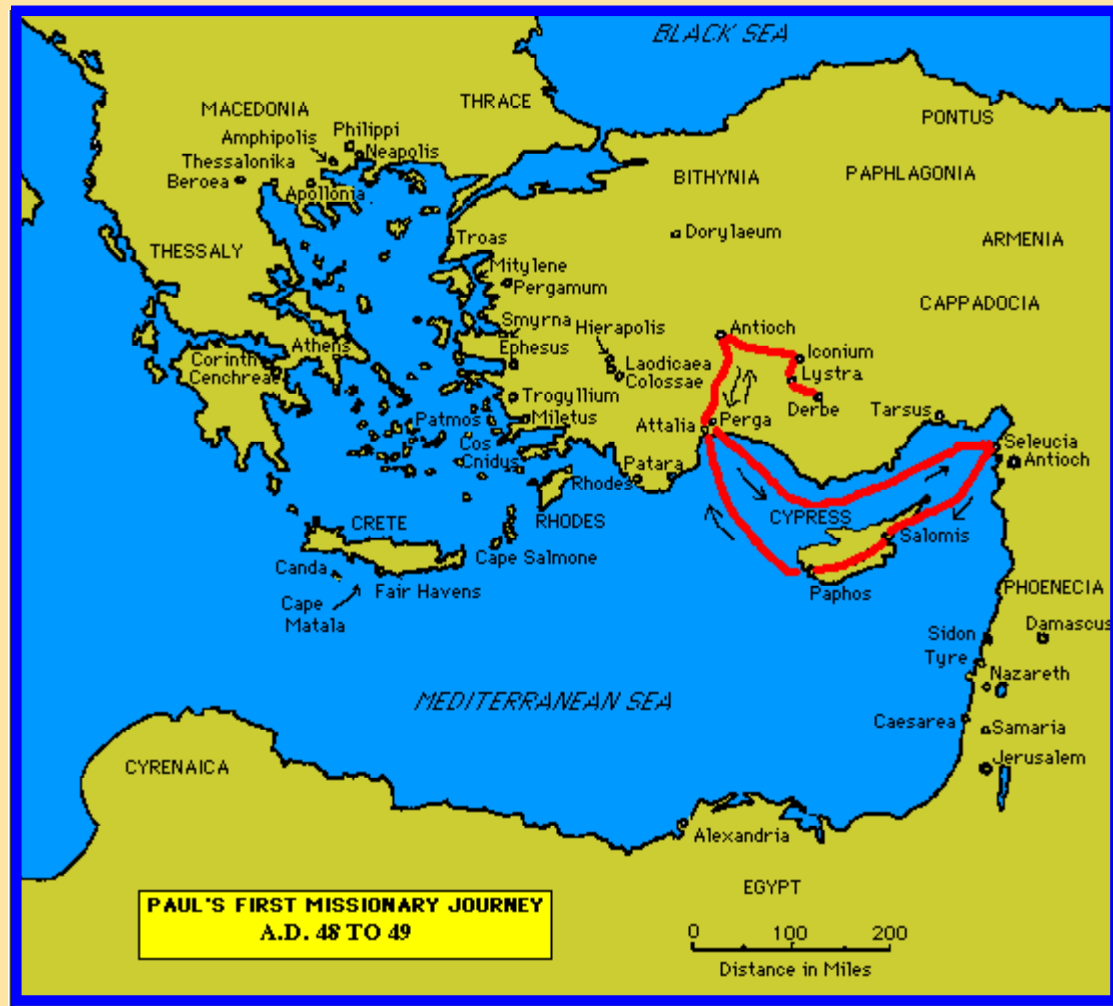 BLACK SEA
THRACE
MACEDONIA
PONTUS
Philippi
Amphipolis
Neapolis
Thessalonika
Beroea
Apollonia
BITHYNIA
PAPHLAGONIA
Dorylaeum
ARMENIA
Troas
THESSALY
Mitylene
Pergamum
CAPPADOCIA
Smyrna
Hierapolis
Antioch
Athens
Ephesus
Iconium
Corinth
Laodicaea
Lystra
Cenchreae
Colossae
Trogyllium
Derbe
Tarsus
Patmos
Miletus
Attalia
Perga
Cos
Seleucia
Cnidus
Patara
Antioch
Rhodes
CRETE
RHODES
CYPRESS
Salomis
Cape Salmone
Canda
Fair Havens
Paphos
PHOENECIA
Cape
Matala
Damascus
Sidon
Tyre
Nazareth
MEDITERRANEAN SEA
Caesarea
Samaria
Jerusalem
CYRENAICA
Alexandria
EGYPT
PAUL'S FIRST MISSIONARY JOURNEY
A.D. 48 TO 49
0 100 200
Distance in Miles